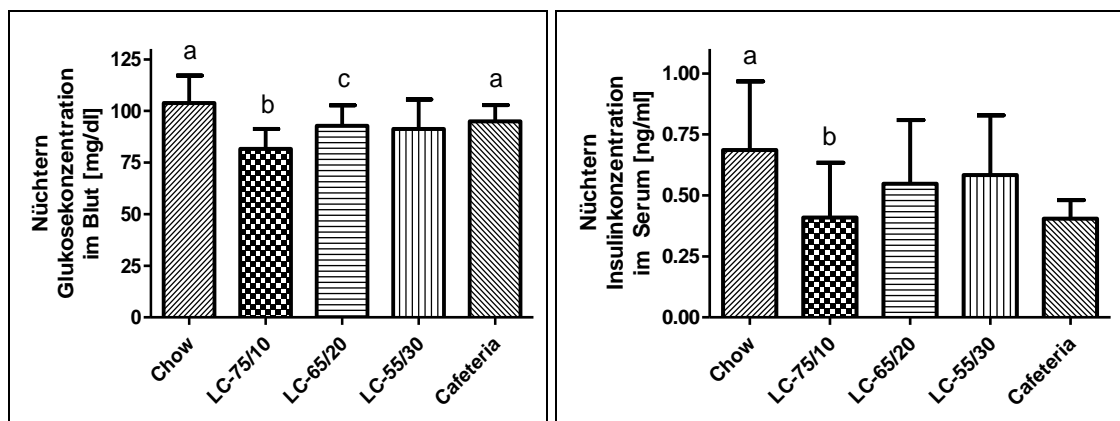 a
b
c
a
125
100
75
50
25
0
Nüchtern
Glukosekonzentration
im Blut [mg/dl]
Chow
LC-75/10
LC-65/20
LC-55/30
Cafeteria
a
b
1.00
0.75
0.50
0.25
0.00
Nüchtern
Insulinkonzentration
im Serum [ng/ml]
Chow
LC-75/10
LC-65/20
LC-55/30
Cafeteria